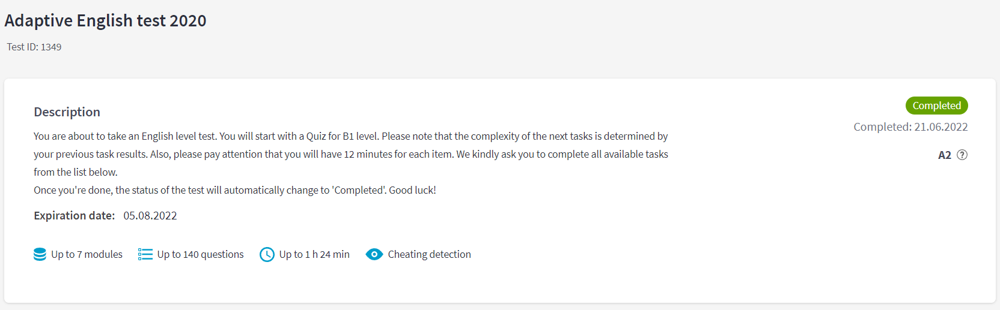 Adaptive English test 2020
Test ID: 1349
Completed
Description
Completed: 21.06.2022
You are about to take an English level test. You will start with a Quiz for B1 level. Please note that the complexity of the next tasks is determined by
your previous task results. Also, please pay attention that you will have 12 minutes for each item. We kindly ask you to complete all available tasks
A2 ?
from the list below.
Once you're done, the status of the test will automatically change to 'Completed'. Good luck!
Expiration date: 05.08.2022
Up to 7 modules Up to 140 questions Up to 1 h 24 min Cheating detection